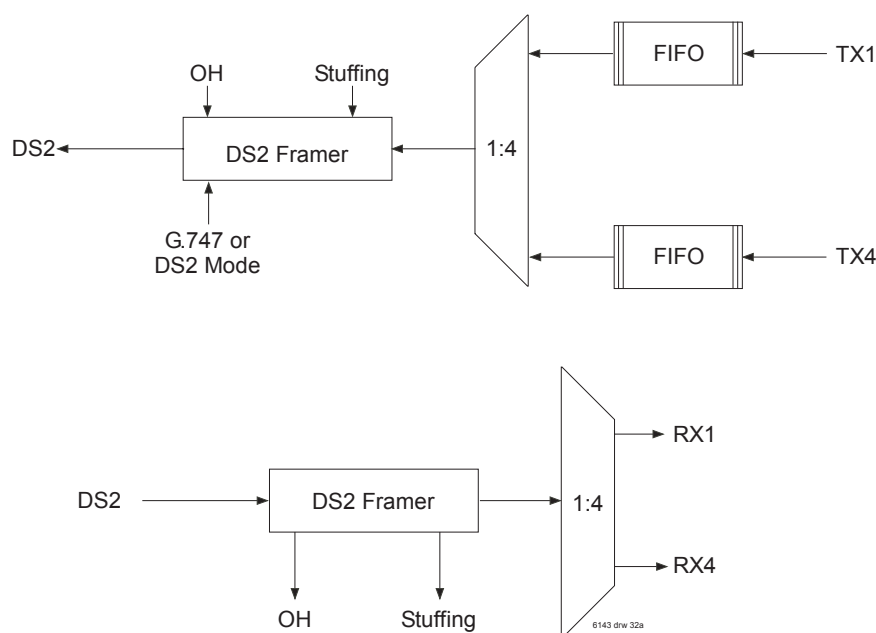 FIFO
TX1
OH
Stuffing
DS2
DS2 Framer
1:4
G.747 or
DS2 Mode
FIFO
TX4
RX1
DS2
DS2 Framer
1:4
RX4
OH
Stuffing
6143 drw 32a